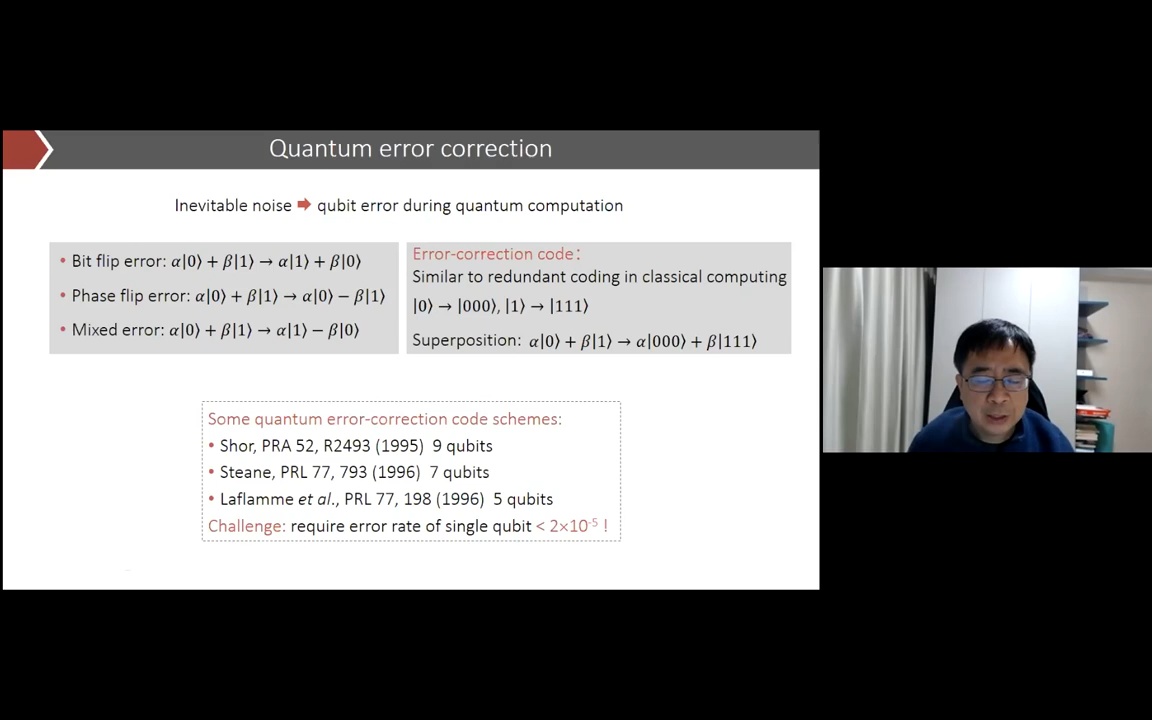 Quantum error correction
Inevitable noise ➡ qubit error during quantum computation
• Bit flip error: α|0⟩ + β|1⟩ → α|1⟩ + β|0⟩
• Phase flip error: α|0⟩ + β|1⟩ → α|0⟩ − β|1⟩
• Mixed error: α|0⟩ + β|1⟩ → α|1⟩ − β|0⟩
Error-correction code：
Similar to redundant coding in classical computing
|0⟩ → |000⟩, |1⟩ → |111⟩
Superposition: α|0⟩ + β|1⟩ → α|000⟩ + β|111⟩
Some quantum error-correction code schemes:
• Shor, PRA 52, R2493 (1995) 9 qubits
• Steane, PRL 77, 793 (1996) 7 qubits
• Laflamme et al., PRL 77, 198 (1996) 5 qubits
Challenge: require error rate of single qubit < 2×10⁻⁵ !